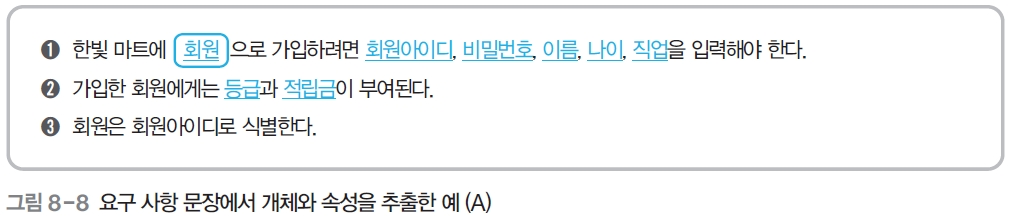 ❶ 한빛 마트에 회원으로 가입하려면 회원아이디, 비밀번호, 이름, 나이, 직업을 입력해야 한다.
❷ 가입한 회원에게는 등급과 적립금이 부여된다.
❸ 회원은 회원아이디로 식별한다.
그림 8-8 요구 사항 문장에서 개체와 속성을 추출한 예 (A)